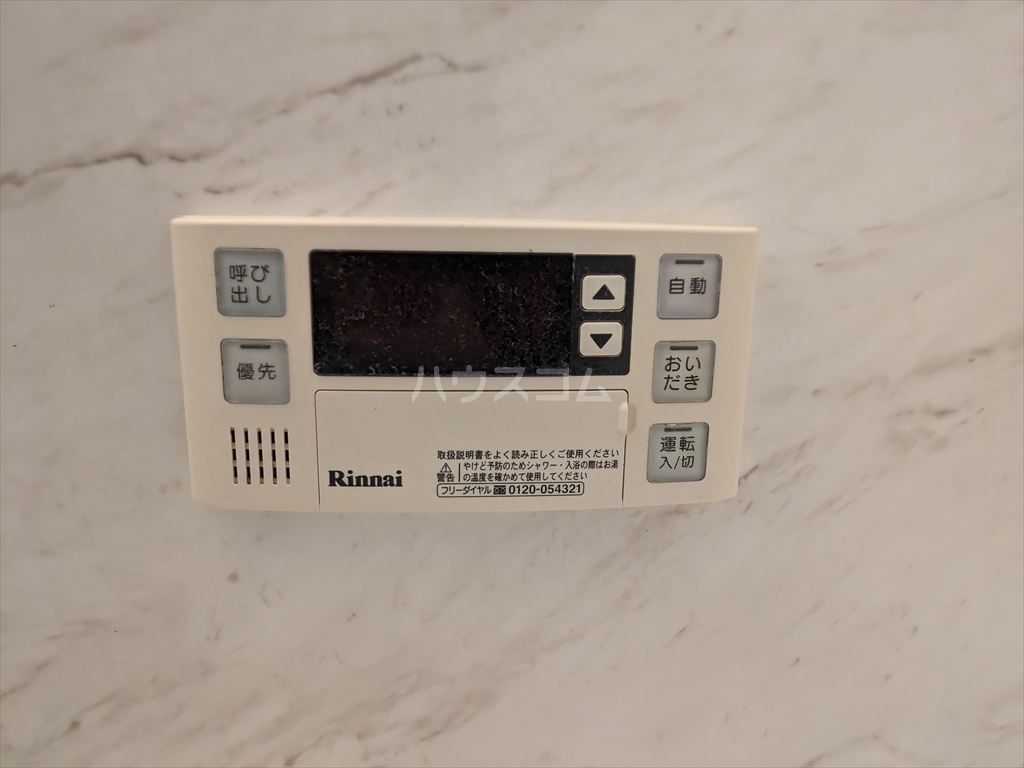 呼び
出し
優先
▲
▼
自動
おい
だき
運転
入/切
ハウスコム
Rinnai
取扱説明書をよく読み正しくご使用ください
警告 やけど予防のためシャワー・入浴の際はお湯
の温度を確かめて使用してください
フリーダイヤル 0120-054321